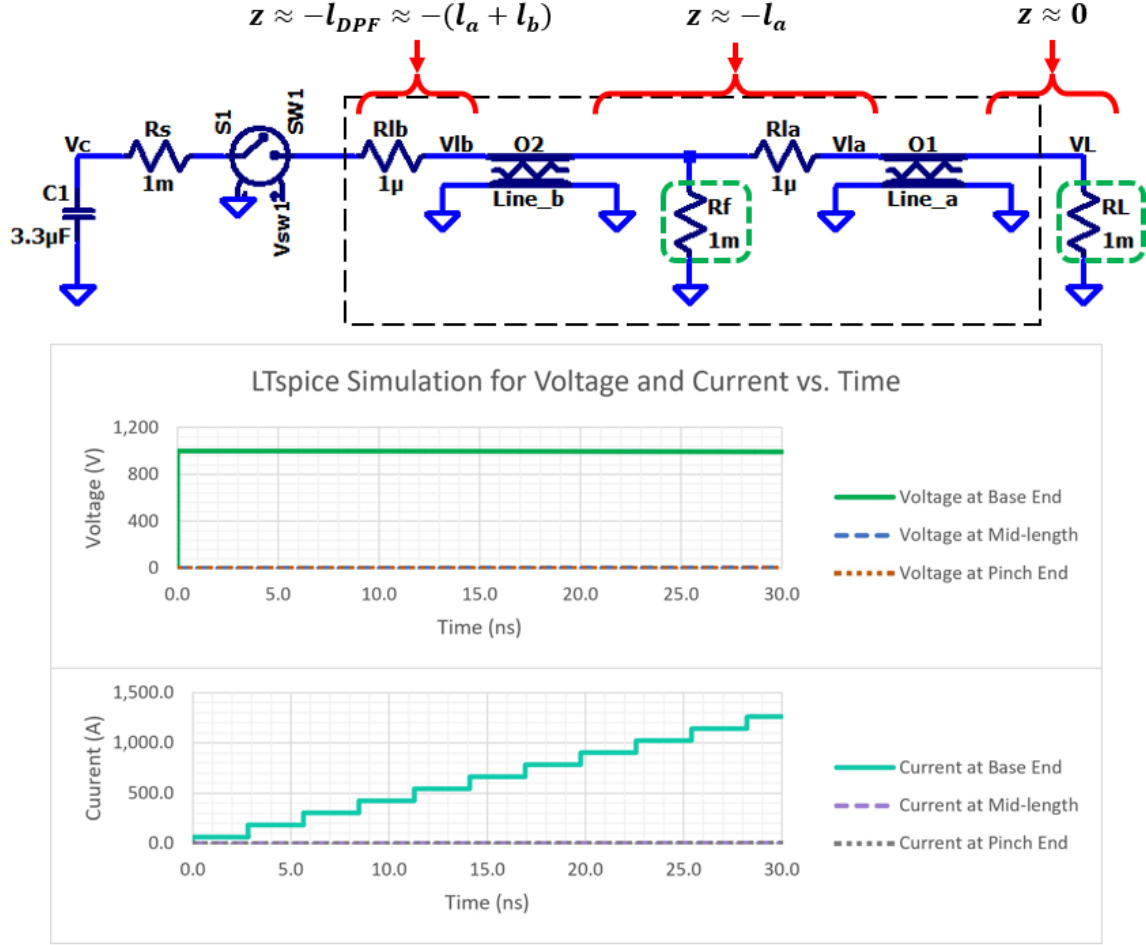 z ≈ −l_DPF ≈ −(l_a + l_b)
z ≈ −l_a
z ≈ 0
Vc
Rs
1m
S1
SW1
Vsw1
C1
3.3µF
Rlb
1µ
Vlb
O2
Line_b
Rf
1m
Rla
1µ
Vla
O1
Line_a
VL
RL
1m
LTspice Simulation for Voltage and Current vs. Time
Voltage (V)
1,200
800
400
0
0.0 5.0 10.0 15.0 20.0 25.0 30.0
Time (ns)
Voltage at Base End
Voltage at Mid-length
Voltage at Pinch End
Cuurent (A)
1,500.0
1,000.0
500.0
0.0
0.0 5.0 10.0 15.0 20.0 25.0 30.0
Time (ns)
Current at Base End
Current at Mid-length
Current at Pinch End